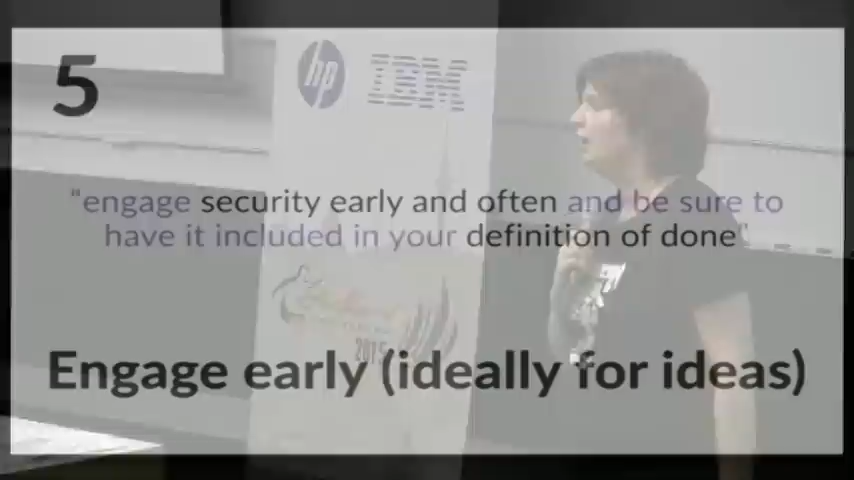 5
hp
IBM
"engage security early and often and be sure to
have it included in your definition of done"
2015
Engage early (ideally for ideas)